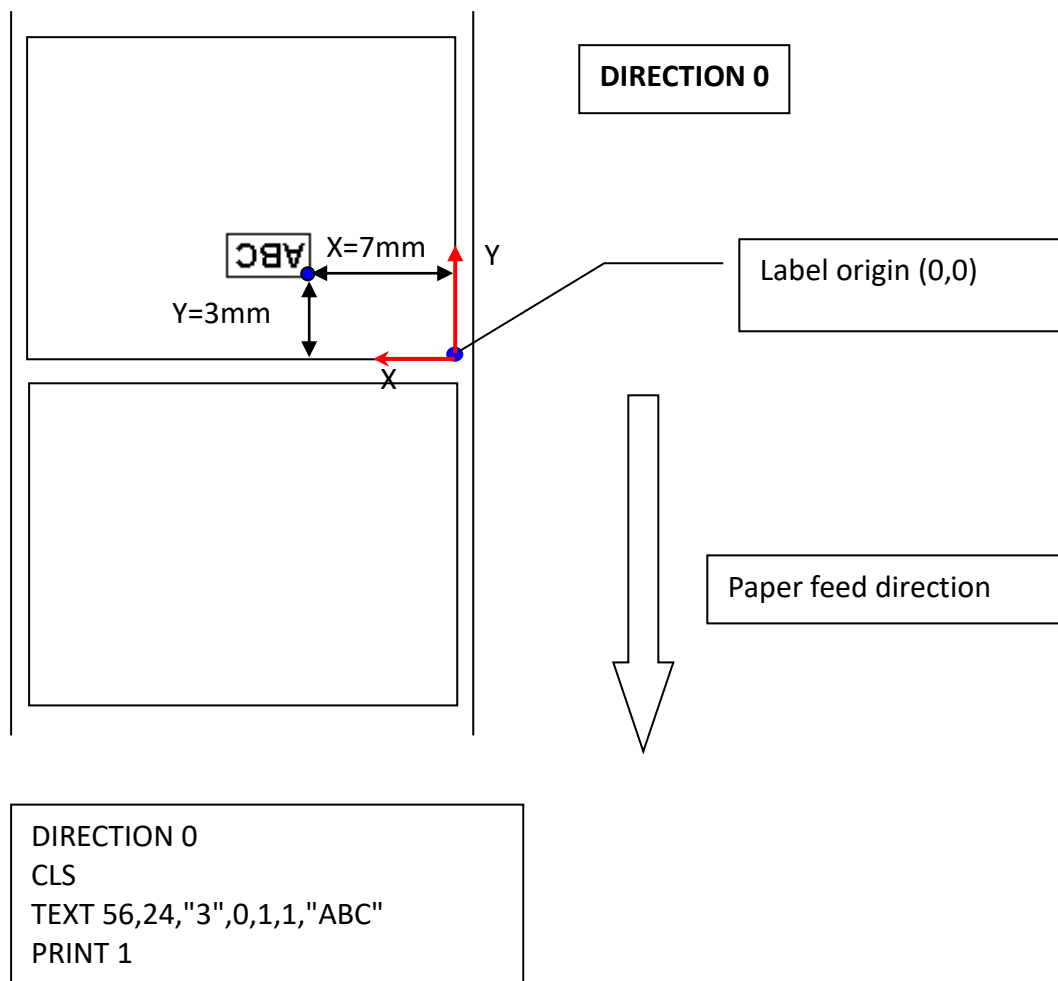 DIRECTION 0
ABC
X=7mm
Y
Y=3mm
Label origin (0,0)
X
Paper feed direction
DIRECTION 0
CLS
TEXT 56,24,"3",0,1,1,"ABC"
PRINT 1